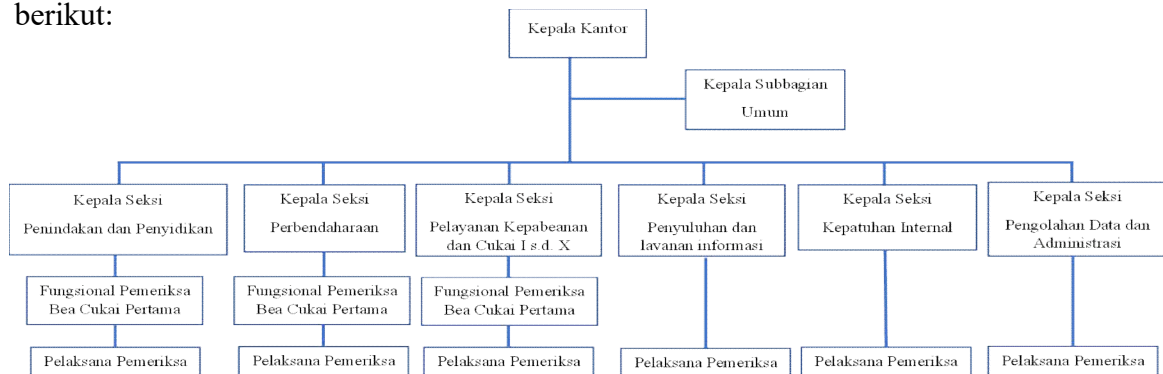 berikut:
Kepala Kantor
Kepala Subbagian
Umum
Kepala Seksi
Penindakan dan Penyidikan
Kepala Seksi
Perbendaharaan
Kepala Seksi
Pelayanan Kepabeanan
dan Cukai I s.d. X
Kepala Seksi
Penyuluhan dan
layanan informasi
Kepala Seksi
Kepatuhan Internal
Kepala Seksi
Pengolahan Data dan
Administrasi
Fungsional Pemeriksa
Bea Cukai Pertama
Fungsional Pemeriksa
Bea Cukai Pertama
Fungsional Pemeriksa
Bea Cukai Pertama
Pelaksana Pemeriksa
Pelaksana Pemeriksa
Pelaksana Pemeriksa
Pelaksana Pemeriksa
Pelaksana Pemeriksa
Pelaksana Pemeriksa